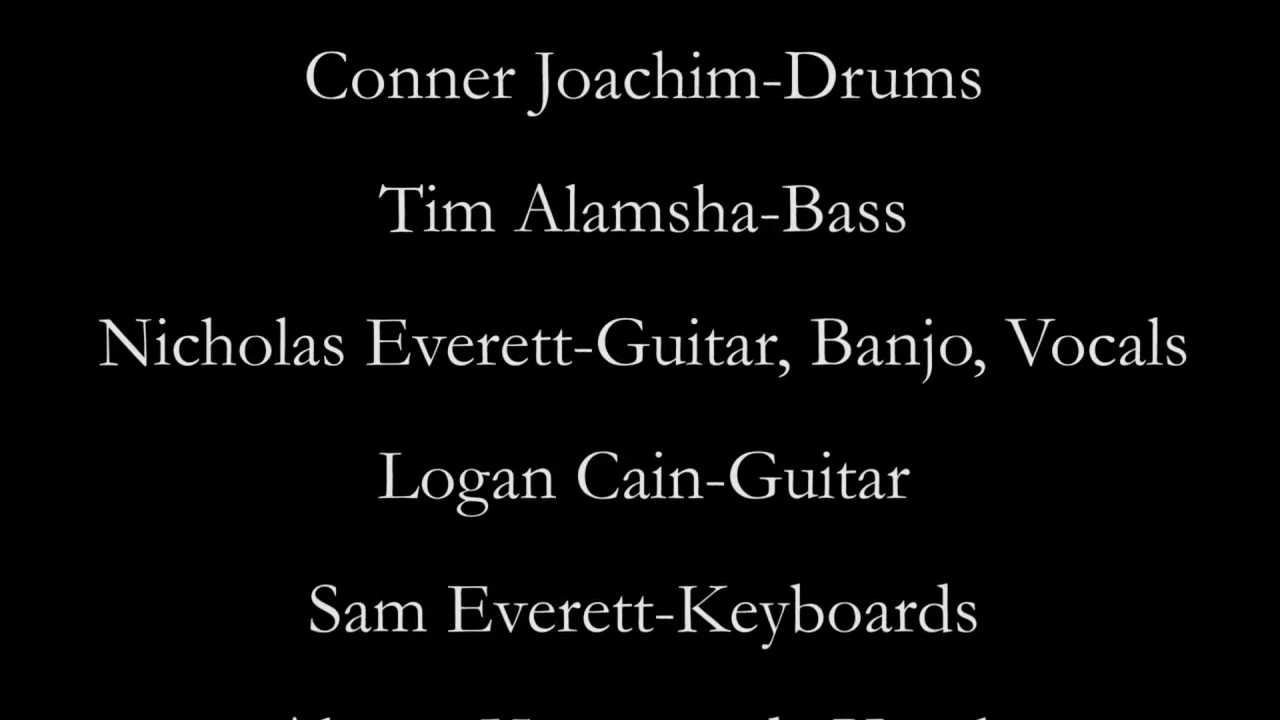 Conner Joachim-Drums
Tim Alamsha-Bass
Nicholas Everett-Guitar, Banjo, Vocals
Logan Cain-Guitar
Sam Everett-Keyboards